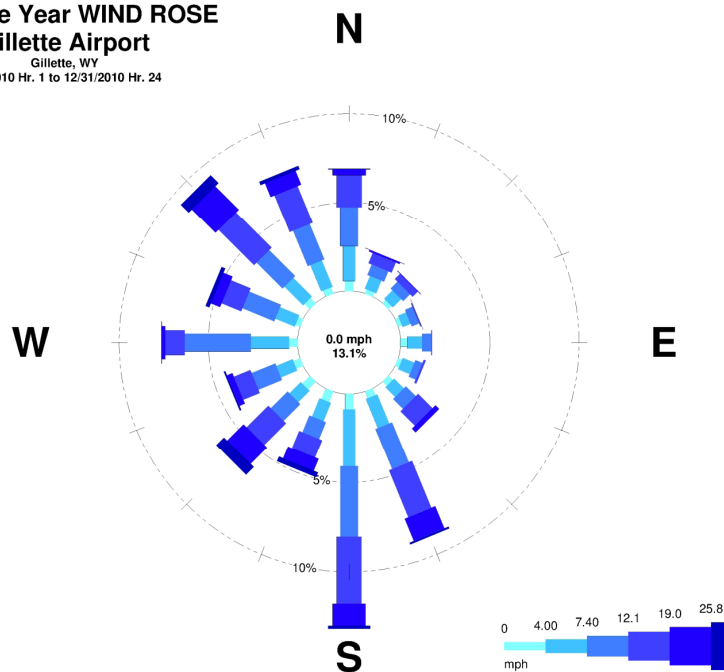 e Year WIND ROSE
illette Airport
Gillette, WY
010 Hr. 1 to 12/31/2010 Hr. 24
N
10%
5%
W
0.0 mph
13.1%
E
5%
10%
S
0 4.00 7.40 12.1 19.0 25.8
mph